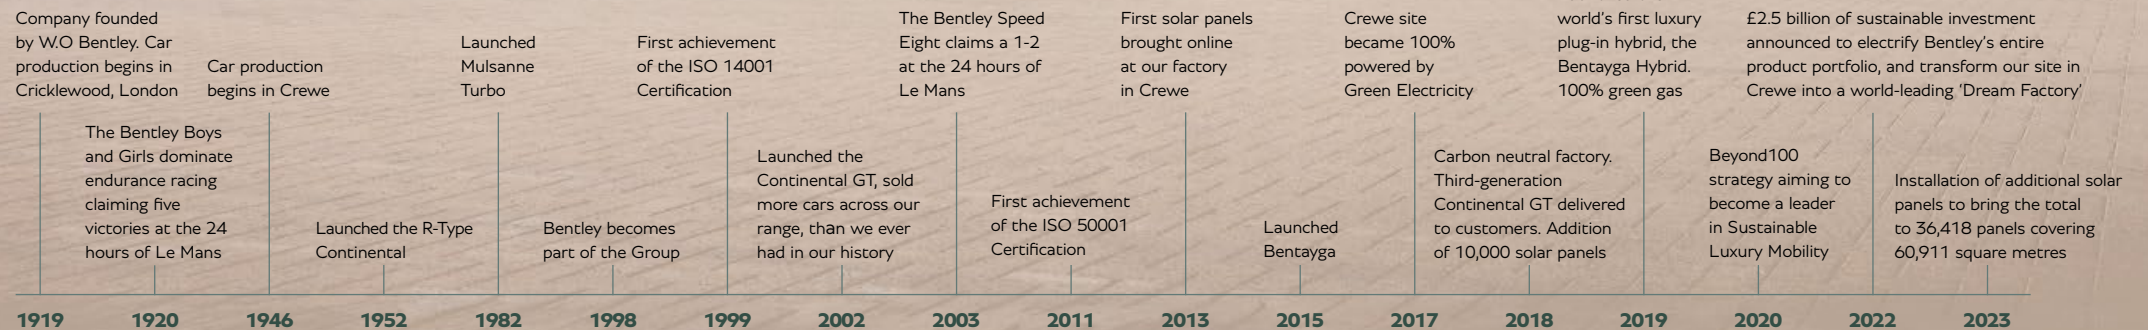 Company founded
by W.O Bentley. Car
production begins in
Cricklewood, London
Car production
begins in Crewe
Launched
Mulsanne
Turbo
First achievement
of the ISO 14001
Certification
The Bentley Speed
Eight claims a 1-2
at the 24 hours of
Le Mans
First solar panels
brought online
at our factory
in Crewe
Crewe site
became 100%
powered by
Green Electricity
world's first luxury
plug-in hybrid, the
Bentayga Hybrid.
100% green gas
£2.5 billion of sustainable investment
announced to electrify Bentley's entire
product portfolio, and transform our site in
Crewe into a world-leading 'Dream Factory'
The Bentley Boys
and Girls dominate
endurance racing
claiming five
victories at the 24
hours of Le Mans
Launched the R-Type
Continental
Bentley becomes
part of the Group
Launched the
Continental GT, sold
more cars across our
range, than we ever
had in our history
First achievement
of the ISO 50001
Certification
Launched
Bentayga
Carbon neutral factory.
Third-generation
Continental GT delivered
to customers. Addition
of 10,000 solar panels
Beyond100
strategy aiming to
become a leader
in Sustainable
Luxury Mobility
Installation of additional solar
panels to bring the total
to 36,418 panels covering
60,911 square metres
1919 1920 1946 1952 1982 1998 1999 2002 2003 2011 2013 2015 2017 2018 2019 2020 2022 2023